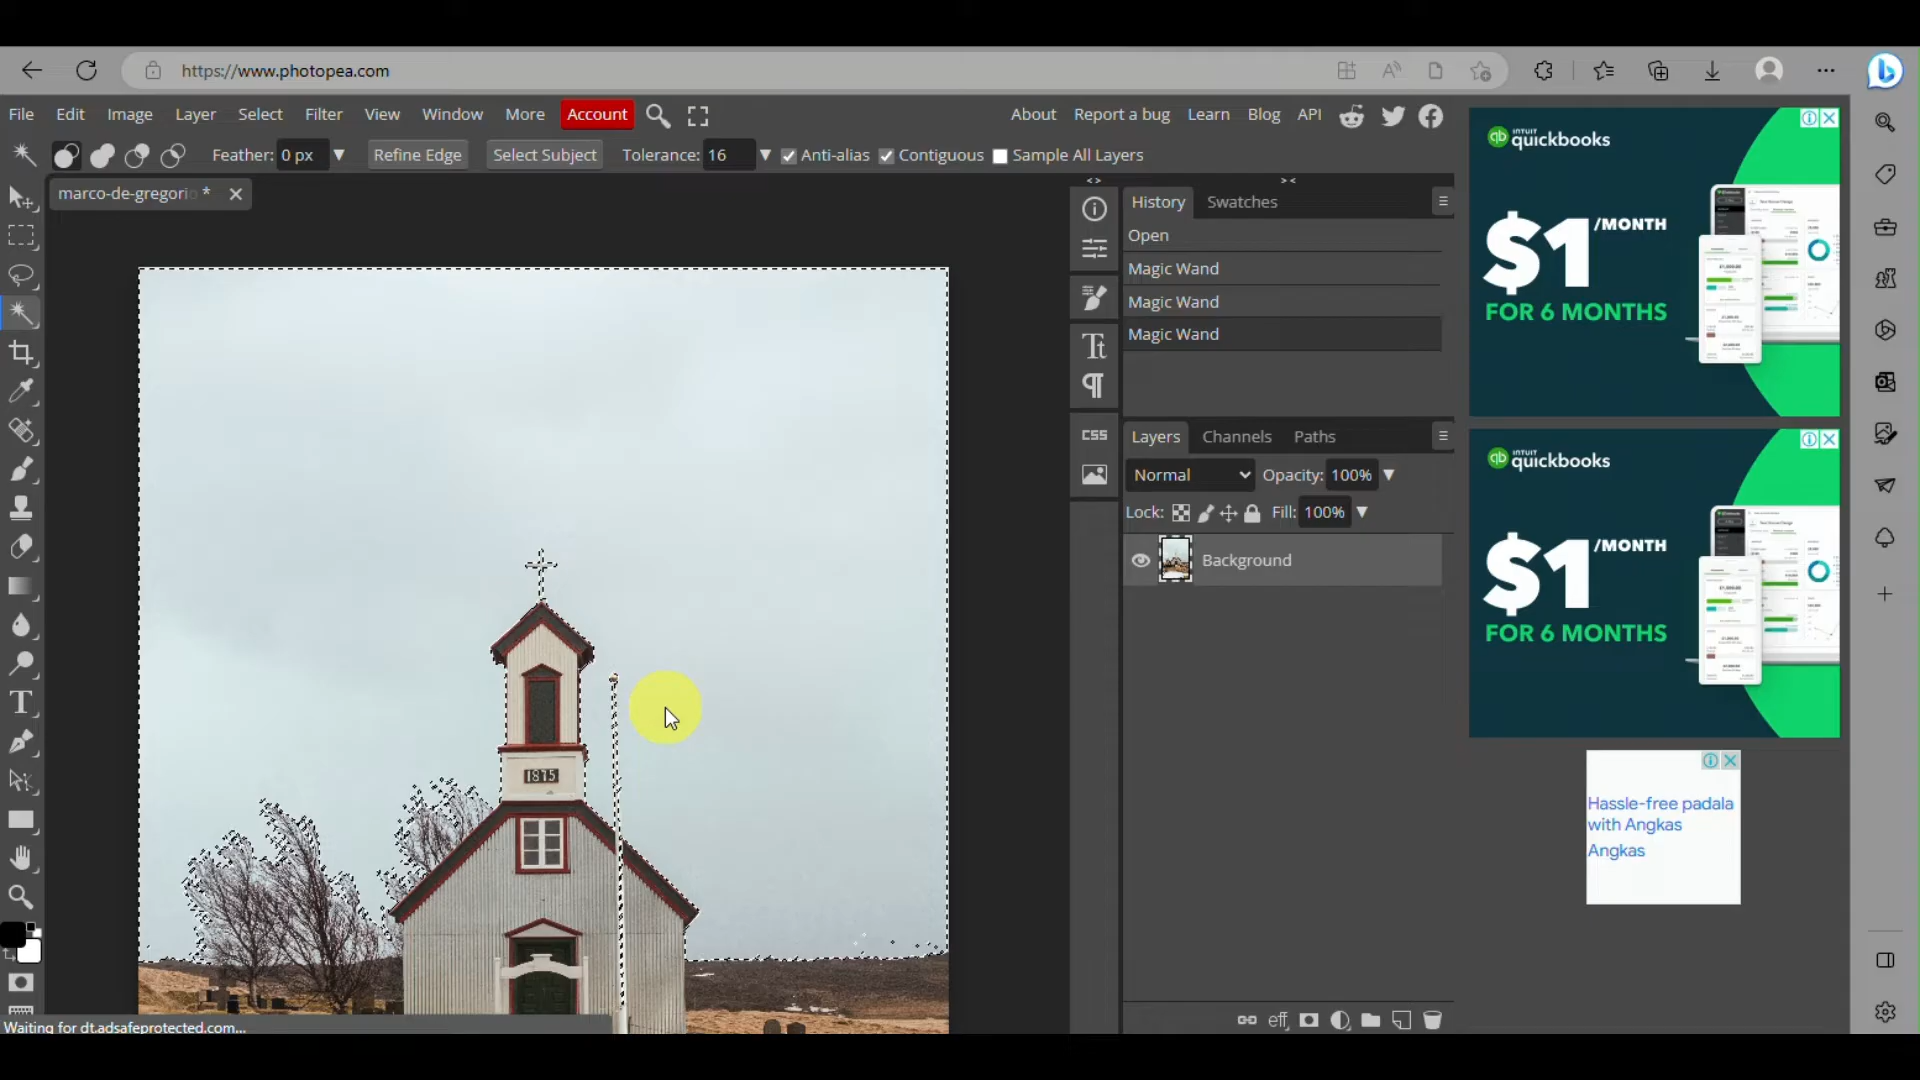 https://www.photopea.com
File Edit Image Layer Select Filter View Window More Account About Report a bug Learn Blog API
Feather: 0 px Refine Edge Select Subject Tolerance: 16 Anti-alias Contiguous Sample All Layers
marco-de-gregorio *
History Swatches
Open
Magic Wand
Magic Wand
Magic Wand
CSS
Layers Channels Paths
Normal Opacity: 100%
Lock: Fill: 100%
Background
eff
1875
Waiting for dt.adsafeprotected.com...
INTUIT
quickbooks
$1 /MONTH
FOR 6 MONTHS
INTUIT
quickbooks
$1 /MONTH
FOR 6 MONTHS
Hassle-free padala
with Angkas
Angkas